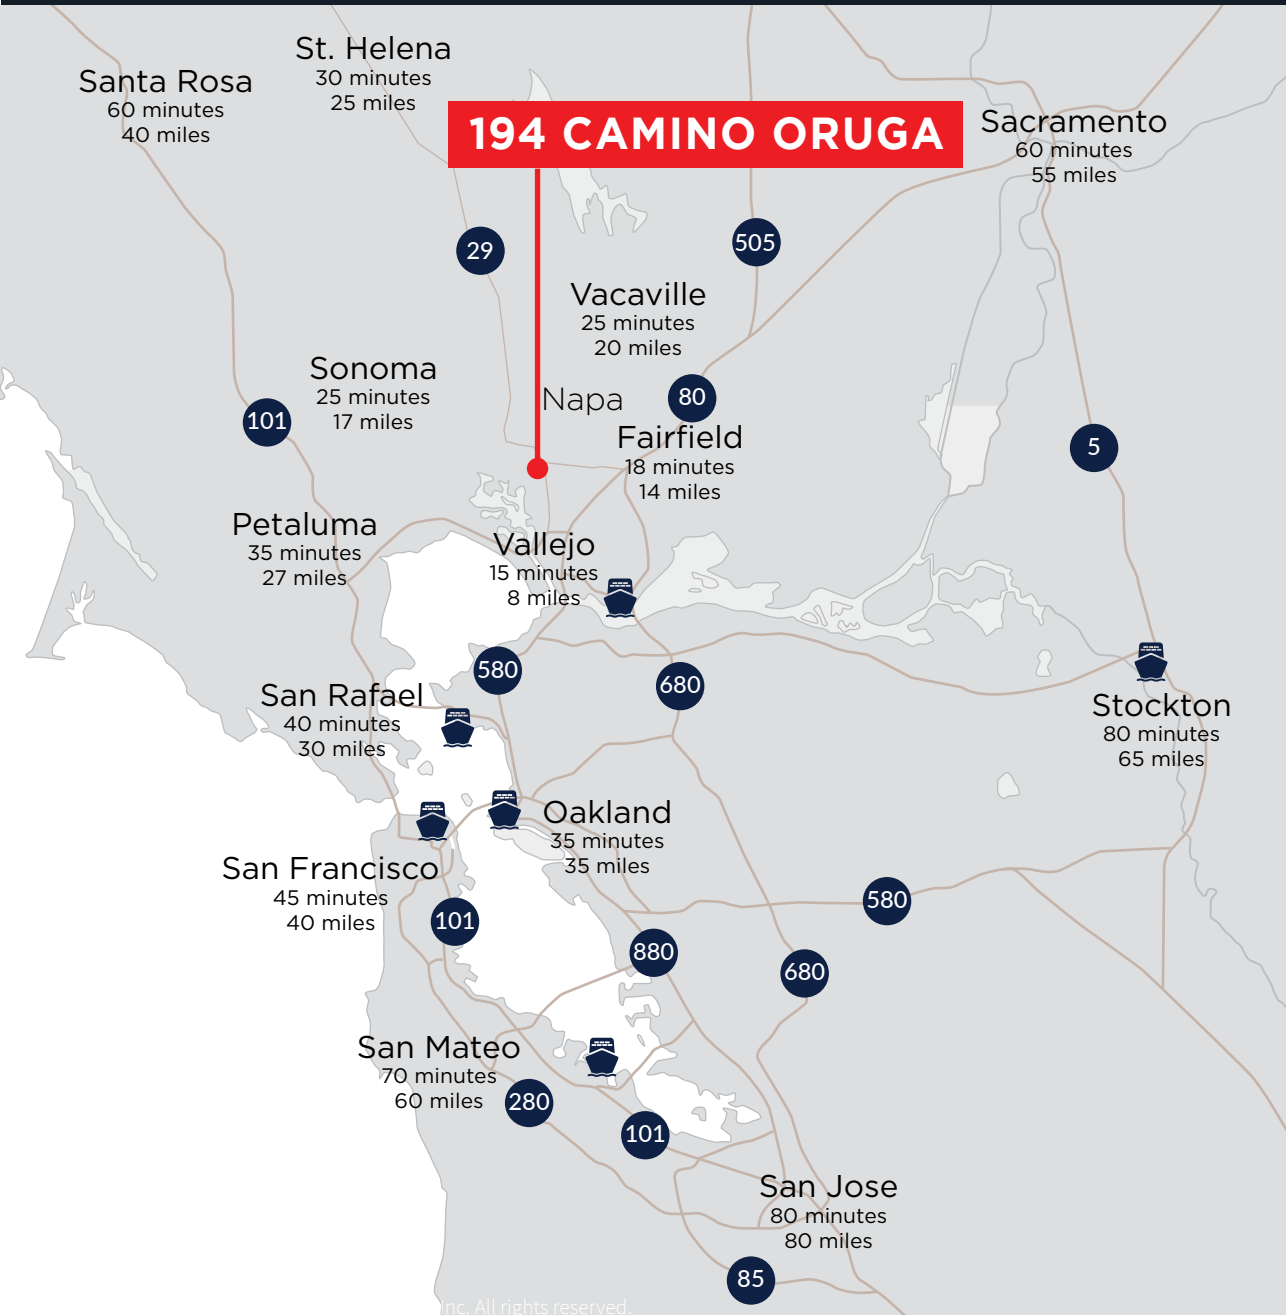 St. Helena
30 minutes
25 miles
Santa Rosa
60 minutes
40 miles
194 CAMINO ORUGA
Sacramento
60 minutes
55 miles
29
505
Vacaville
25 minutes
20 miles
Sonoma
25 minutes
17 miles
Napa
80
101
Fairfield
18 minutes
14 miles
5
Petaluma
35 minutes
27 miles
Vallejo
15 minutes
8 miles
580
680
San Rafael
40 minutes
30 miles
Stockton
80 minutes
65 miles
Oakland
35 minutes
35 miles
San Francisco
45 minutes
40 miles
101
580
880
680
San Mateo
70 minutes
60 miles
280
101
San Jose
80 minutes
80 miles
85
Inc. All rights reserved.